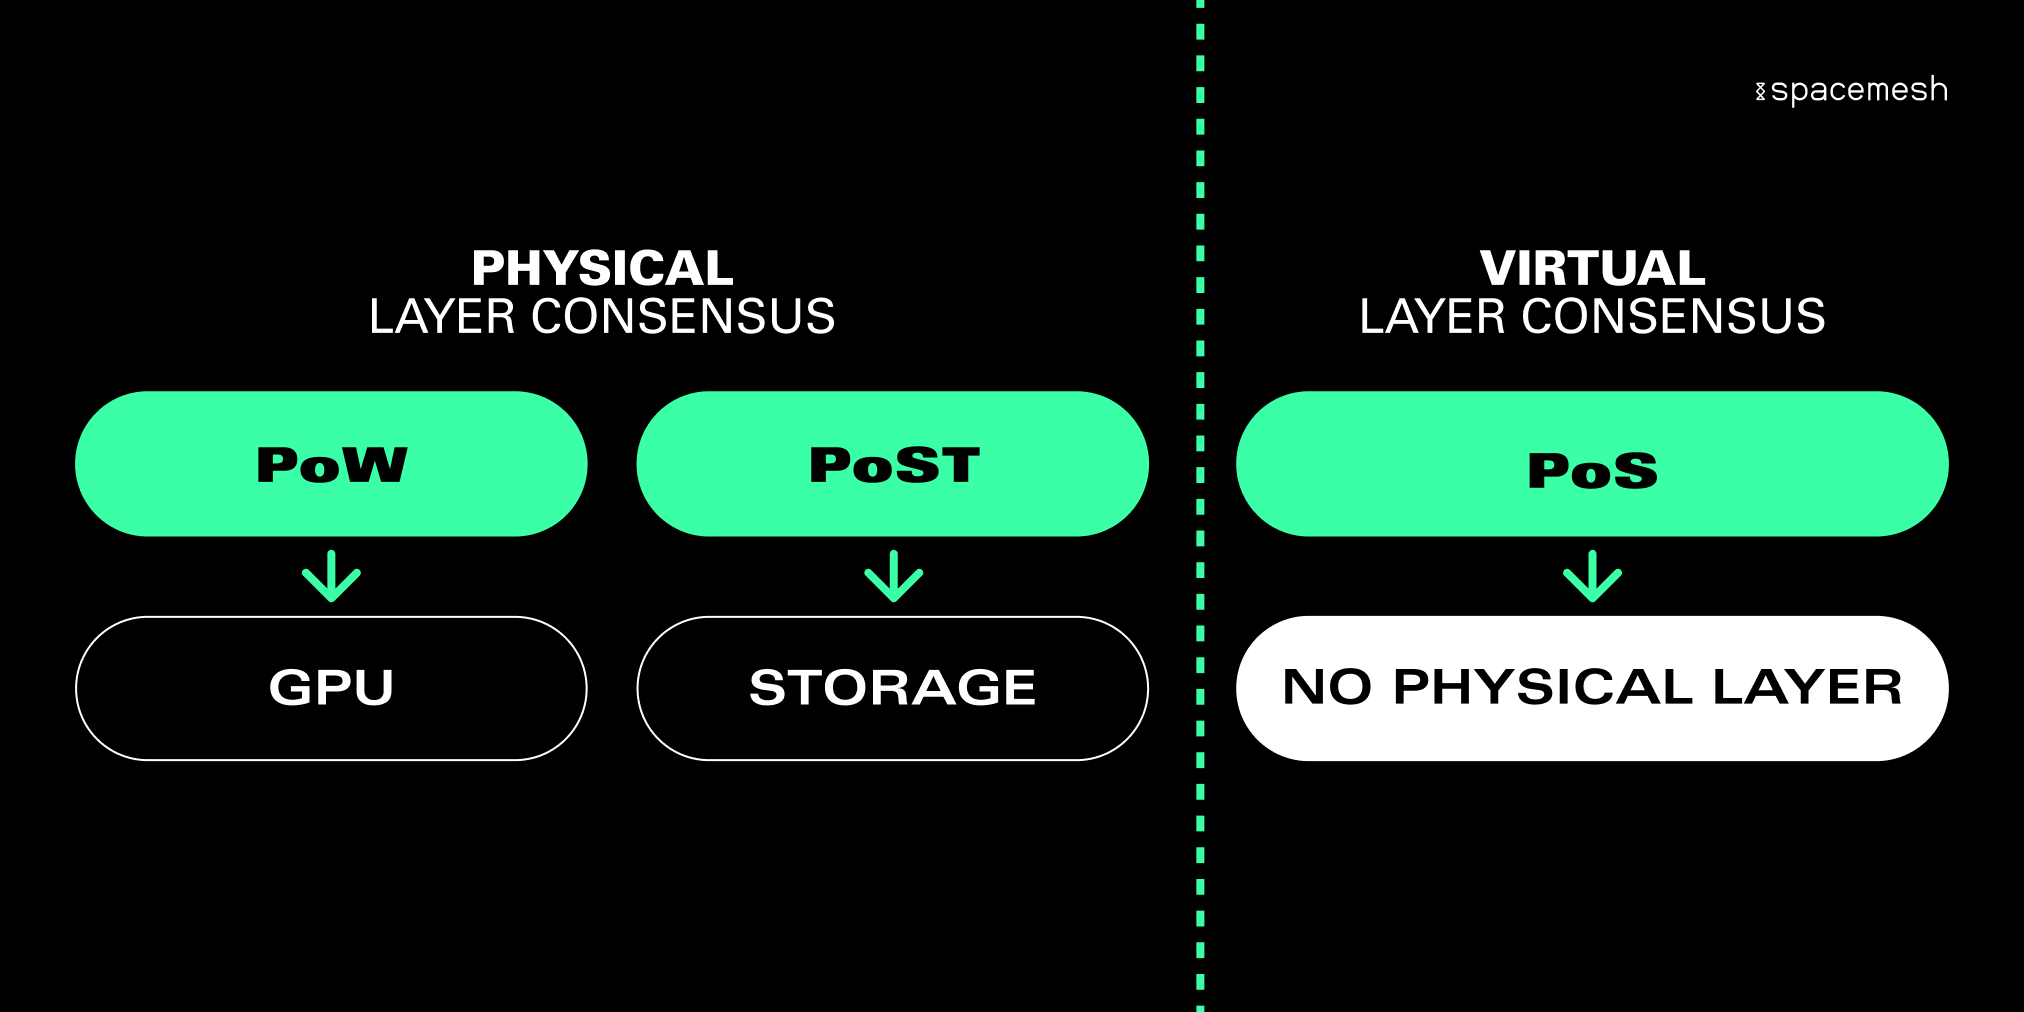 spacemesh
PHYSICAL
LAYER CONSENSUS
PoW
PoST
GPU
STORAGE
VIRTUAL
LAYER CONSENSUS
PoS
NO PHYSICAL LAYER